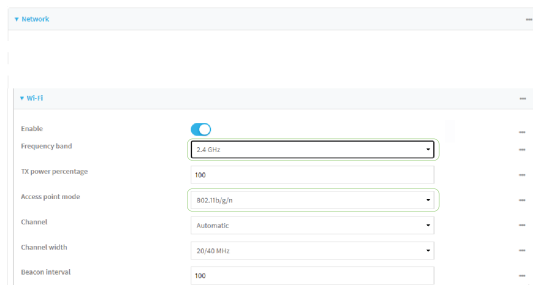 Network
Wi-Fi
Enable
Frequency band 2.4 GHz
TX power percentage 100
Access point mode 802.11b/g/n
Channel Automatic
Channel width 20/40 MHz
Beacon interval 100